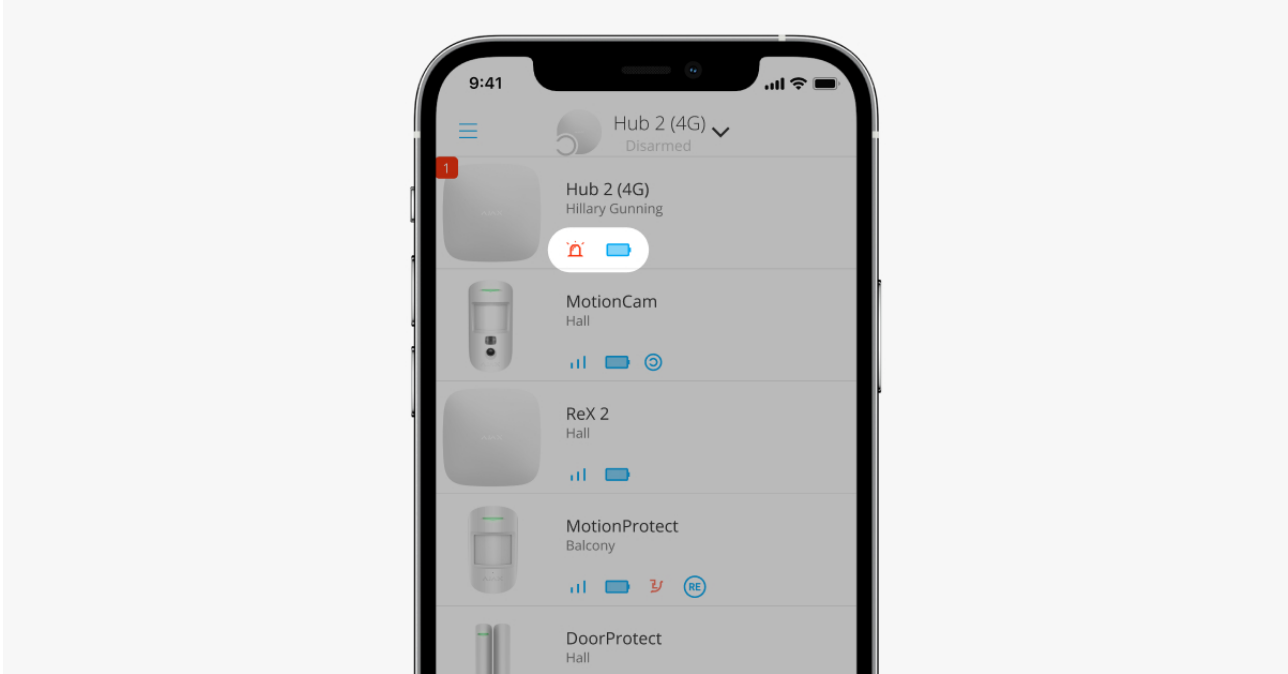 9:41
Hub 2 (4G)
Disarmed
1
Hub 2 (4G)
Hillary Gunning
MotionCam
Hall
ReX 2
Hall
MotionProtect
Balcony
RE
DoorProtect
Hall